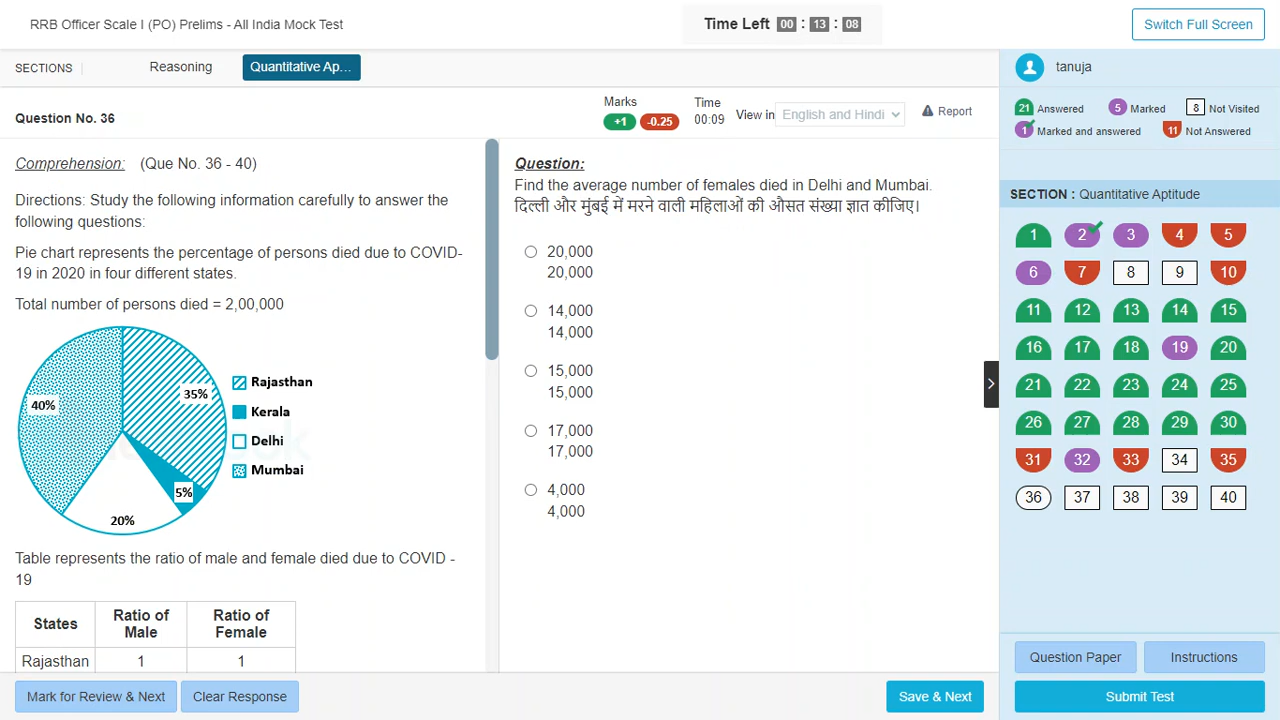 RRB Officer Scale I (PO) Prelims - All India Mock Test
Time Left 00 : 13 : 08
Switch Full Screen
SECTIONS
Reasoning
Quantitative Ap...
tanuja
Question No. 36
Marks
+1 -0.25
Time
00:09
View in English and Hindi
Report
21 Answered
5 Marked
8 Not Visited
1 Marked and answered
11 Not Answered
Comprehension: (Que No. 36 - 40)
Directions: Study the following information carefully to answer the
following questions:
Pie chart represents the percentage of persons died due to COVID-
19 in 2020 in four different states.
Total number of persons died = 2,00,000
35%
40%
5%
20%
Rajasthan
Kerala
Delhi
Mumbai
Table represents the ratio of male and female died due to COVID -
19
States
Ratio of
Male
Ratio of
Female
Rajasthan 1 1
Question:
Find the average number of females died in Delhi and Mumbai.
दिल्ली और मुंबई में मरने वाली महिलाओं की औसत संख्या ज्ञात कीजिए।
20,000
20,000
14,000
14,000
15,000
15,000
17,000
17,000
4,000
4,000
SECTION : Quantitative Aptitude
1 2 3 4 5
6 7 8 9 10
11 12 13 14 15
16 17 18 19 20
21 22 23 24 25
26 27 28 29 30
31 32 33 34 35
36 37 38 39 40
Question Paper
Instructions
Mark for Review & Next
Clear Response
Save & Next
Submit Test